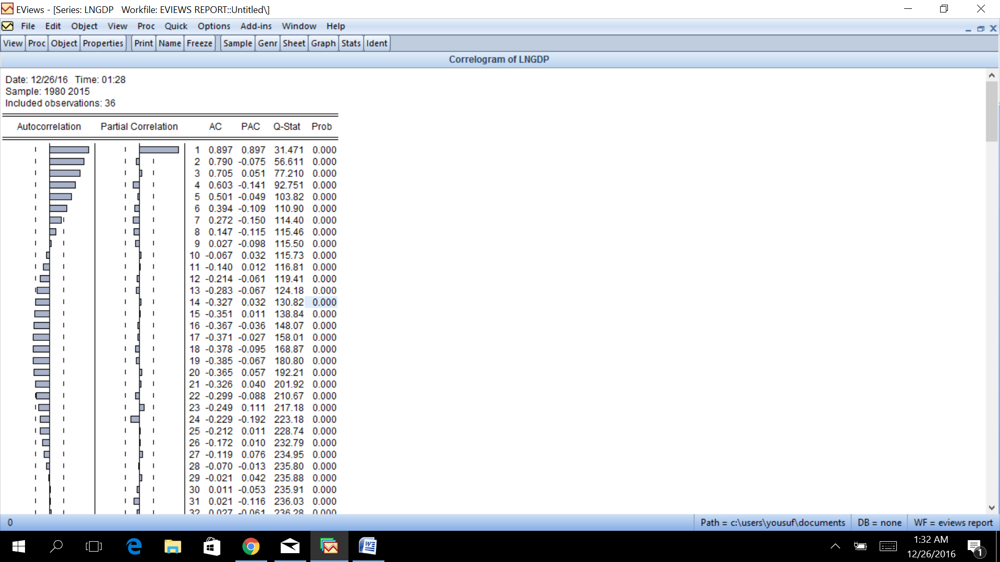 EViews - [Series: LNGDP   Workfile: EVIEWS REPORT::Untitled\]
File Edit Object View Proc Quick Options Add-ins Window Help
View Proc Object Properties Print Name Freeze Sample Genr Sheet Graph Stats Ident
Correlogram of LNGDP
Date: 12/26/16   Time: 01:28
Sample: 1980 2015
Included observations: 36
Autocorrelation Partial Correlation AC PAC Q-Stat Prob
1 0.897 0.897 31.471 0.000
2 0.790 -0.075 56.611 0.000
3 0.705 0.051 77.210 0.000
4 0.603 -0.141 92.751 0.000
5 0.501 -0.049 103.82 0.000
6 0.394 -0.109 110.90 0.000
7 0.272 -0.150 114.40 0.000
8 0.147 -0.115 115.46 0.000
9 0.027 -0.098 115.50 0.000
10 -0.067 0.032 115.73 0.000
11 -0.140 0.012 116.81 0.000
12 -0.214 -0.061 119.41 0.000
13 -0.283 -0.067 124.18 0.000
14 -0.327 0.032 130.82 0.000
15 -0.351 0.011 138.84 0.000
16 -0.367 -0.036 148.07 0.000
17 -0.371 -0.027 158.01 0.000
18 -0.378 -0.095 168.87 0.000
19 -0.385 -0.067 180.80 0.000
20 -0.365 0.057 192.21 0.000
21 -0.326 0.040 201.92 0.000
22 -0.299 -0.088 210.67 0.000
23 -0.249 0.111 217.18 0.000
24 -0.229 -0.192 223.18 0.000
25 -0.212 0.011 228.74 0.000
26 -0.172 0.010 232.79 0.000
27 -0.119 0.076 234.95 0.000
28 -0.070 -0.013 235.80 0.000
29 -0.021 0.042 235.88 0.000
30 0.011 -0.053 235.91 0.000
31 0.021 -0.116 236.03 0.000
32 0.027 -0.061 236.28 0.000
0 Path = c:\users\yousuf\documents DB = none WF = eviews report
1:32 AM
12/26/2016
1